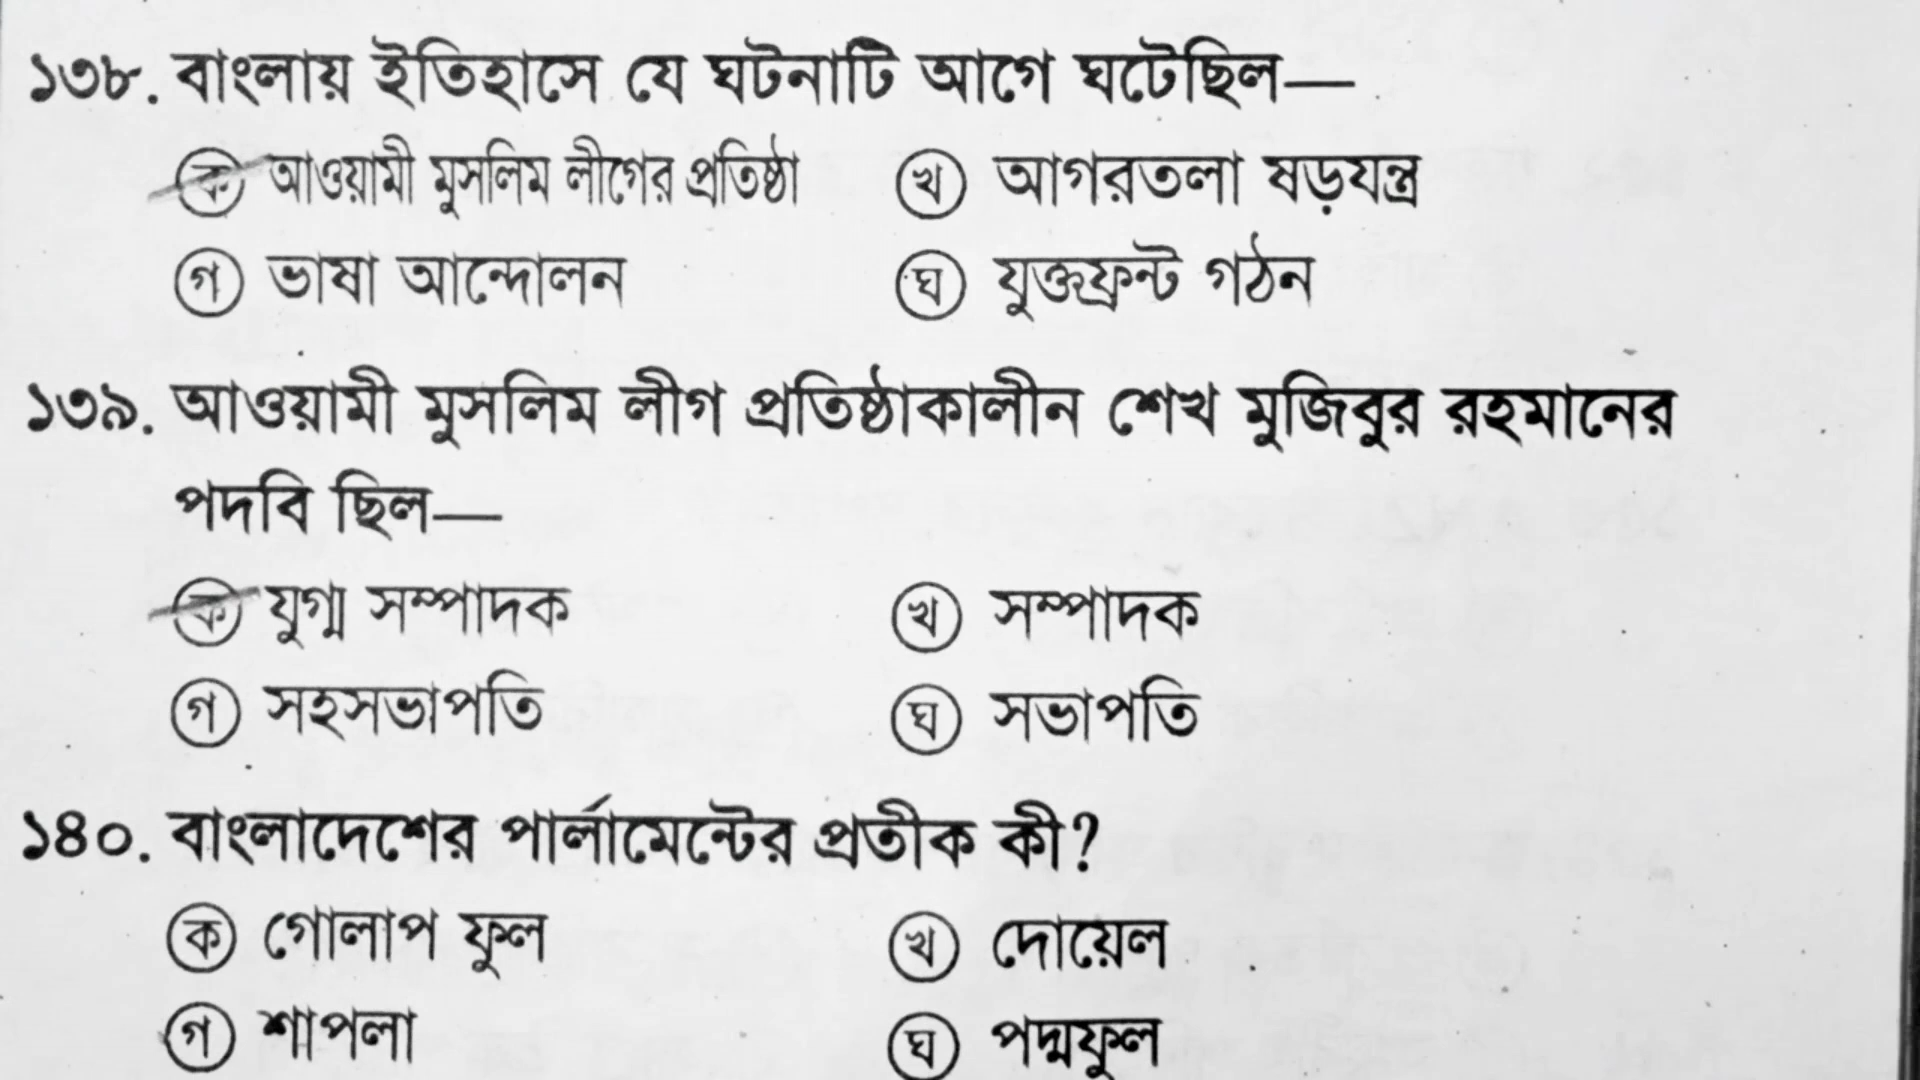 ১৩৮. বাংলায় ইতিহাসে যে ঘটনাটি আগে ঘটেছিল—
ক আওয়ামী মুসলিম লীগের প্রতিষ্ঠা খ আগরতলা ষড়যন্ত্র
গ ভাষা আন্দোলন ঘ যুক্তফ্রন্ট গঠন
১৩৯. আওয়ামী মুসলিম লীগ প্রতিষ্ঠাকালীন শেখ মুজিবুর রহমানের
পদবি ছিল—
ক যুগ্ম সম্পাদক খ সম্পাদক
গ সহসভাপতি ঘ সভাপতি
১৪০. বাংলাদেশের পার্লামেন্টের প্রতীক কী?
ক গোলাপ ফুল খ দোয়েল
গ শাপলা ঘ পদ্মফুল